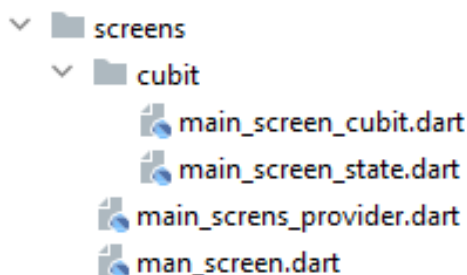 screens
cubit
main_screen_cubit.dart
main_screen_state.dart
main_screns_provider.dart
man_screen.dart